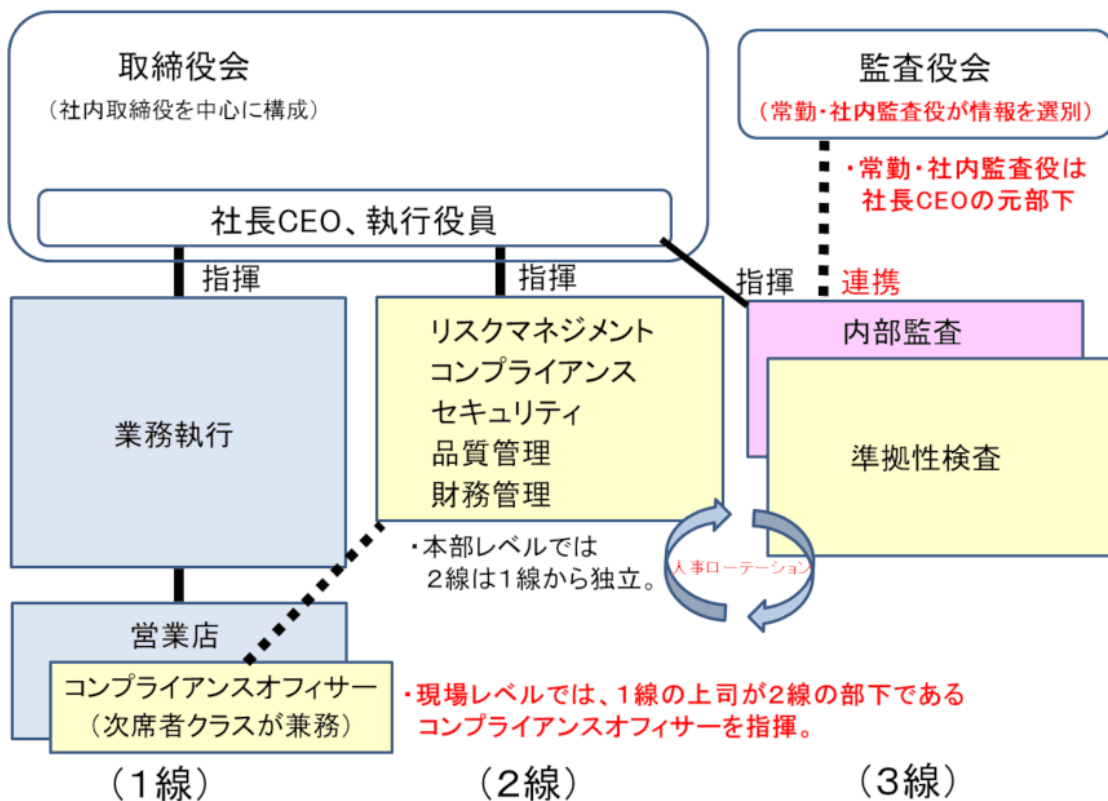 取締役会
（社内取締役を中心に構成）
社長CEO、執行役員
監査役会
（常勤・社内監査役が情報を選別）
・常勤・社内監査役は
社長CEOの元部下
指揮
指揮
指揮
連携
業務執行
リスクマネジメント
コンプライアンス
セキュリティ
品質管理
財務管理
内部監査
準拠性検査
・本部レベルでは
２線は１線から独立。
人事ローテーション
営業店
コンプライアンスオフィサー
（次席者クラスが兼務）
・現場レベルでは、１線の上司が２線の部下である
コンプライアンスオフィサーを指揮。
（１線）
（２線）
（３線）